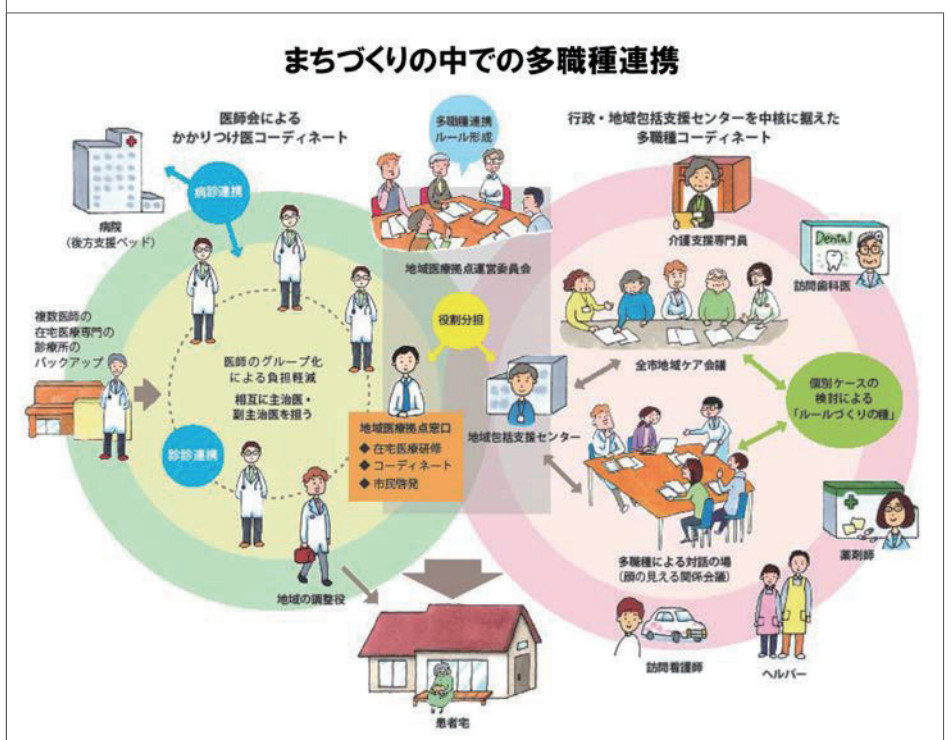 まちづくりの中での多職種連携
医師会による
かかりつけ医コーディネート
多職種連携
ルール形成
行政・地域包括支援センターを中核に据えた
多職種コーディネート
病診連携
病院
(後方支援ベッド)
地域医療拠点運営委員会
介護支援専門員
Dental
訪問歯科医
複数医師の
在宅医療専門の
診療所の
バックアップ
役割分担
医師のグループ化
による負担軽減
相互に主治医・
副主治医を担う
全市地域ケア会議
個別ケースの
検討による
「ルールづくりの種」
地域医療拠点窓口
◆ 在宅医療研修
◆ コーディネート
◆ 市民啓発
地域包括支援センター
診診連携
薬剤師
多職種による対話の場
(顔の見える関係会議)
地域の調整役
訪問看護師
ヘルパー
患者宅